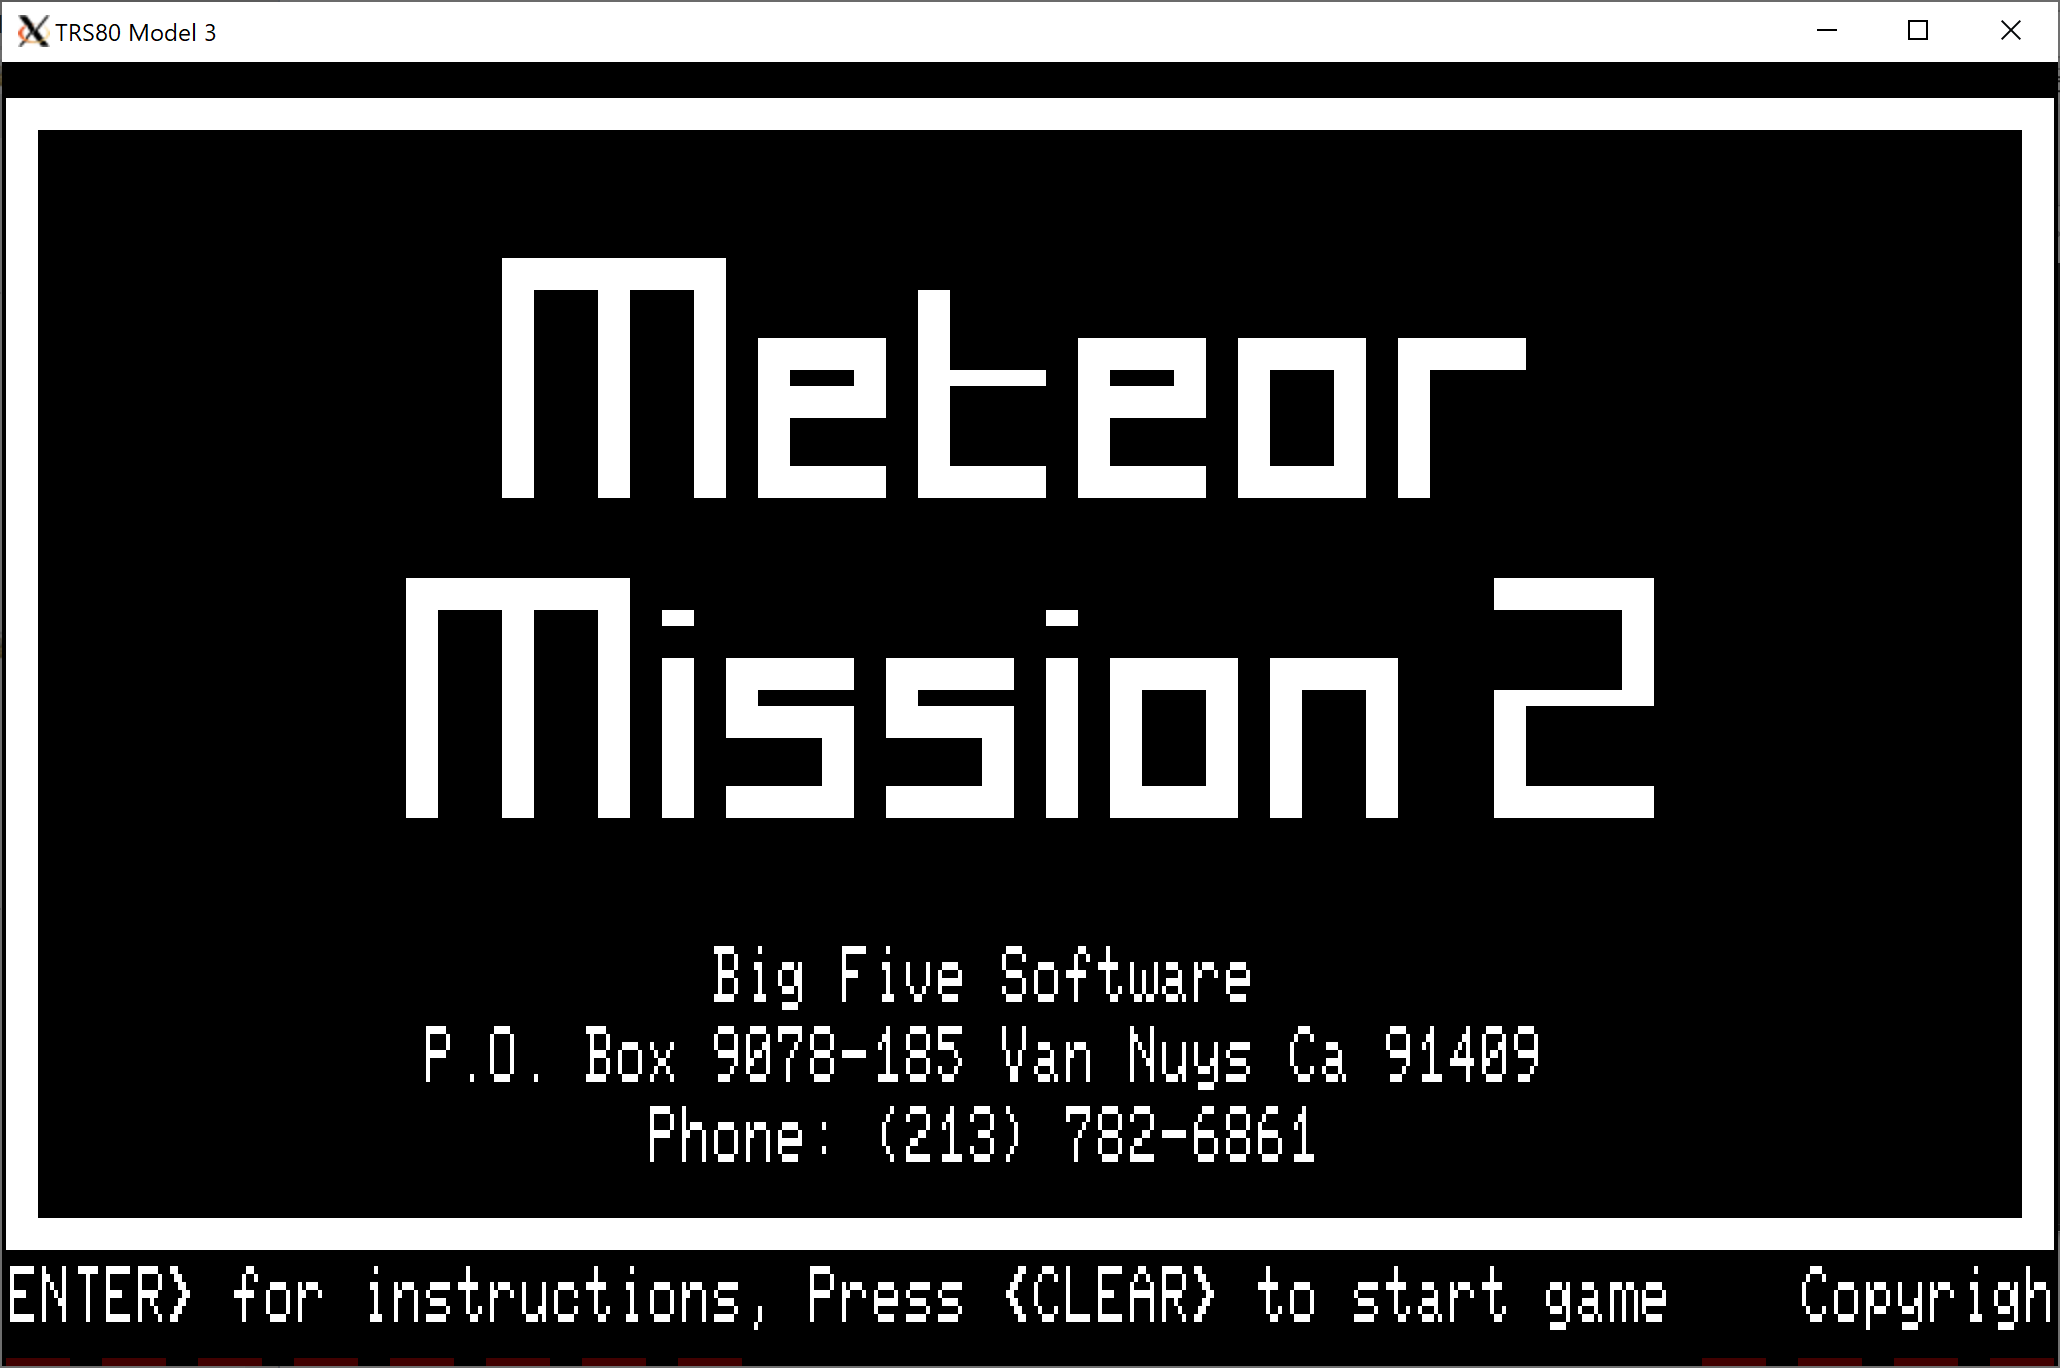 TRS80 Model 3
Meteor
Mission 2
Big Five Software
P.O. Box 9078-185 Van Nuys Ca 91409
Phone: (213) 782-6861
ENTER} for instructions, Press {CLEAR} to start game    Copyrigh